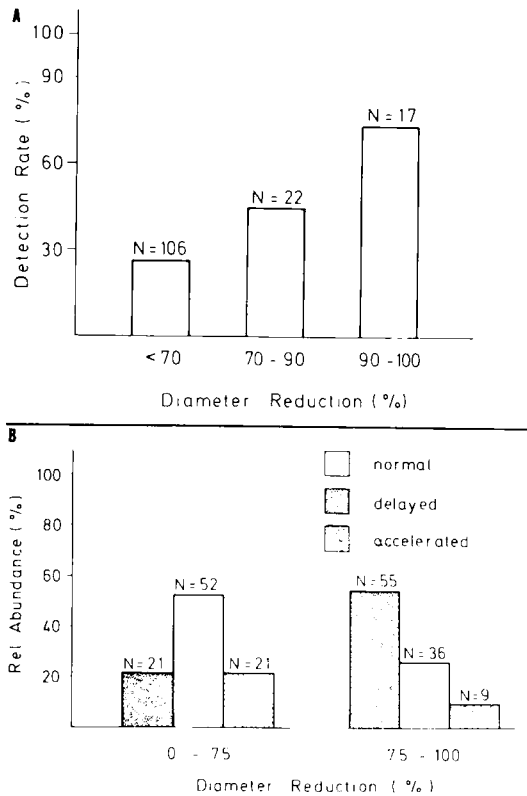 A
100
90
60
30
Detection Rate (%)
N = 106
N = 22
N = 17
<70
70 - 90
90 - 100
Diameter Reduction (%)
B
100
80
60
40
20
Rel Abundance (%)
normal
delayed
accelerated
N = 21
N = 52
N = 21
N = 55
N = 36
N = 9
0 - 75
75 - 100
Diameter Reduction (%)